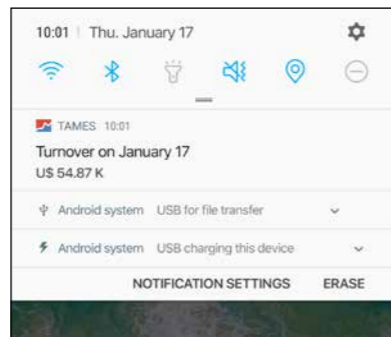 10:01 | Thu. January 17
TAMES 10:01
Turnover on January 17
U$ 54.87 K
Android system USB for file transfer
Android system USB charging this device
NOTIFICATION SETTINGS ERASE